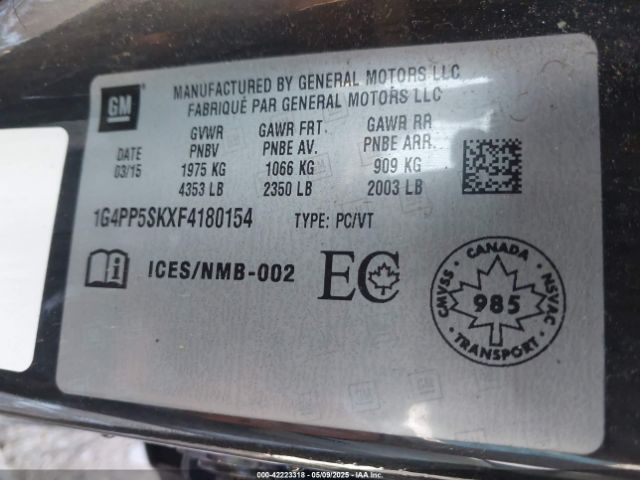 GM
MANUFACTURED BY GENERAL MOTORS LLC
FABRIQUÉ PAR GENERAL MOTORS LLC
GVWR GAWR FRT. GAWR RR
DATE PNBV PNBE AV. PNBE ARR.
03/15 1975 KG 1066 KG 909 KG
4353 LB 2350 LB 2003 LB
1G4PP5SKXF4180154 TYPE: PC/VT
i ICES/NMB-002 EC
CANADA
CMVSS 985 NSVAC
TRANSPORT
000-42223318 - 05/09/2025 - IAAI.com